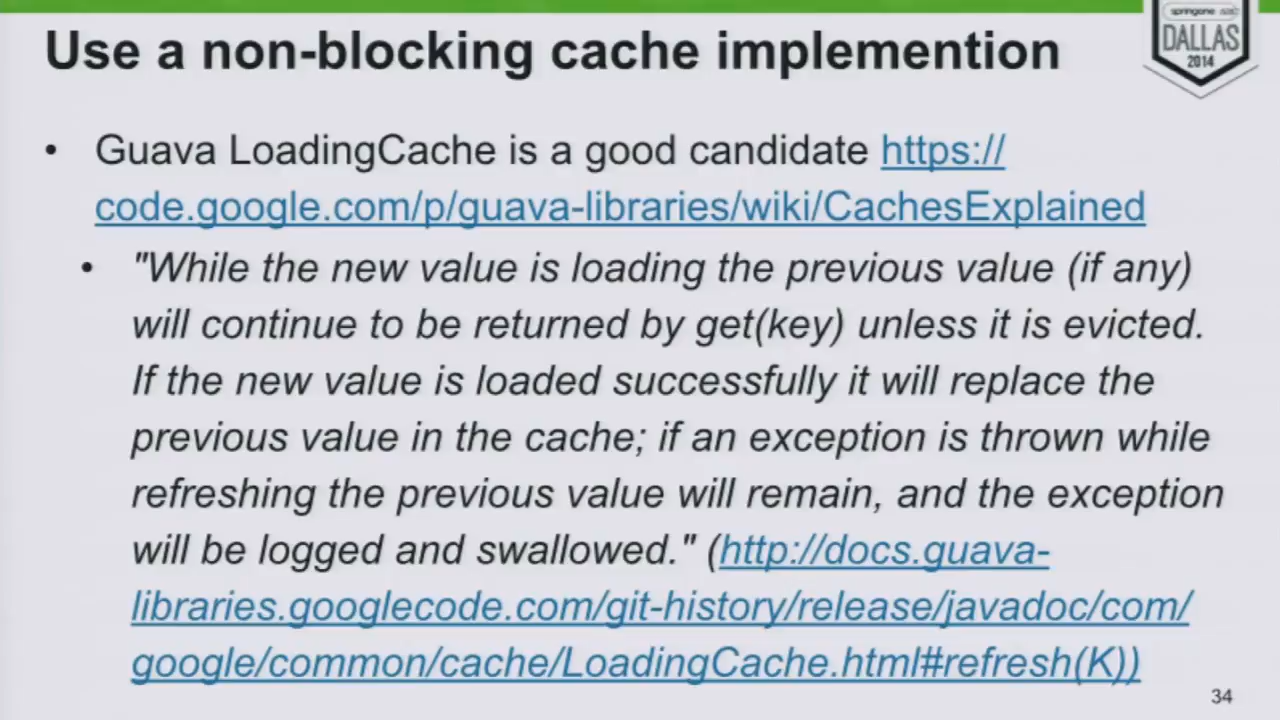 springone 2GX
DALLAS
2014
Use a non-blocking cache implemention
• Guava LoadingCache is a good candidate https://
code.google.com/p/guava-libraries/wiki/CachesExplained
• "While the new value is loading the previous value (if any)
will continue to be returned by get(key) unless it is evicted.
If the new value is loaded successfully it will replace the
previous value in the cache; if an exception is thrown while
refreshing the previous value will remain, and the exception
will be logged and swallowed." (http://docs.guava-
libraries.googlecode.com/git-history/release/javadoc/com/
google/common/cache/LoadingCache.html#refresh(K))
34